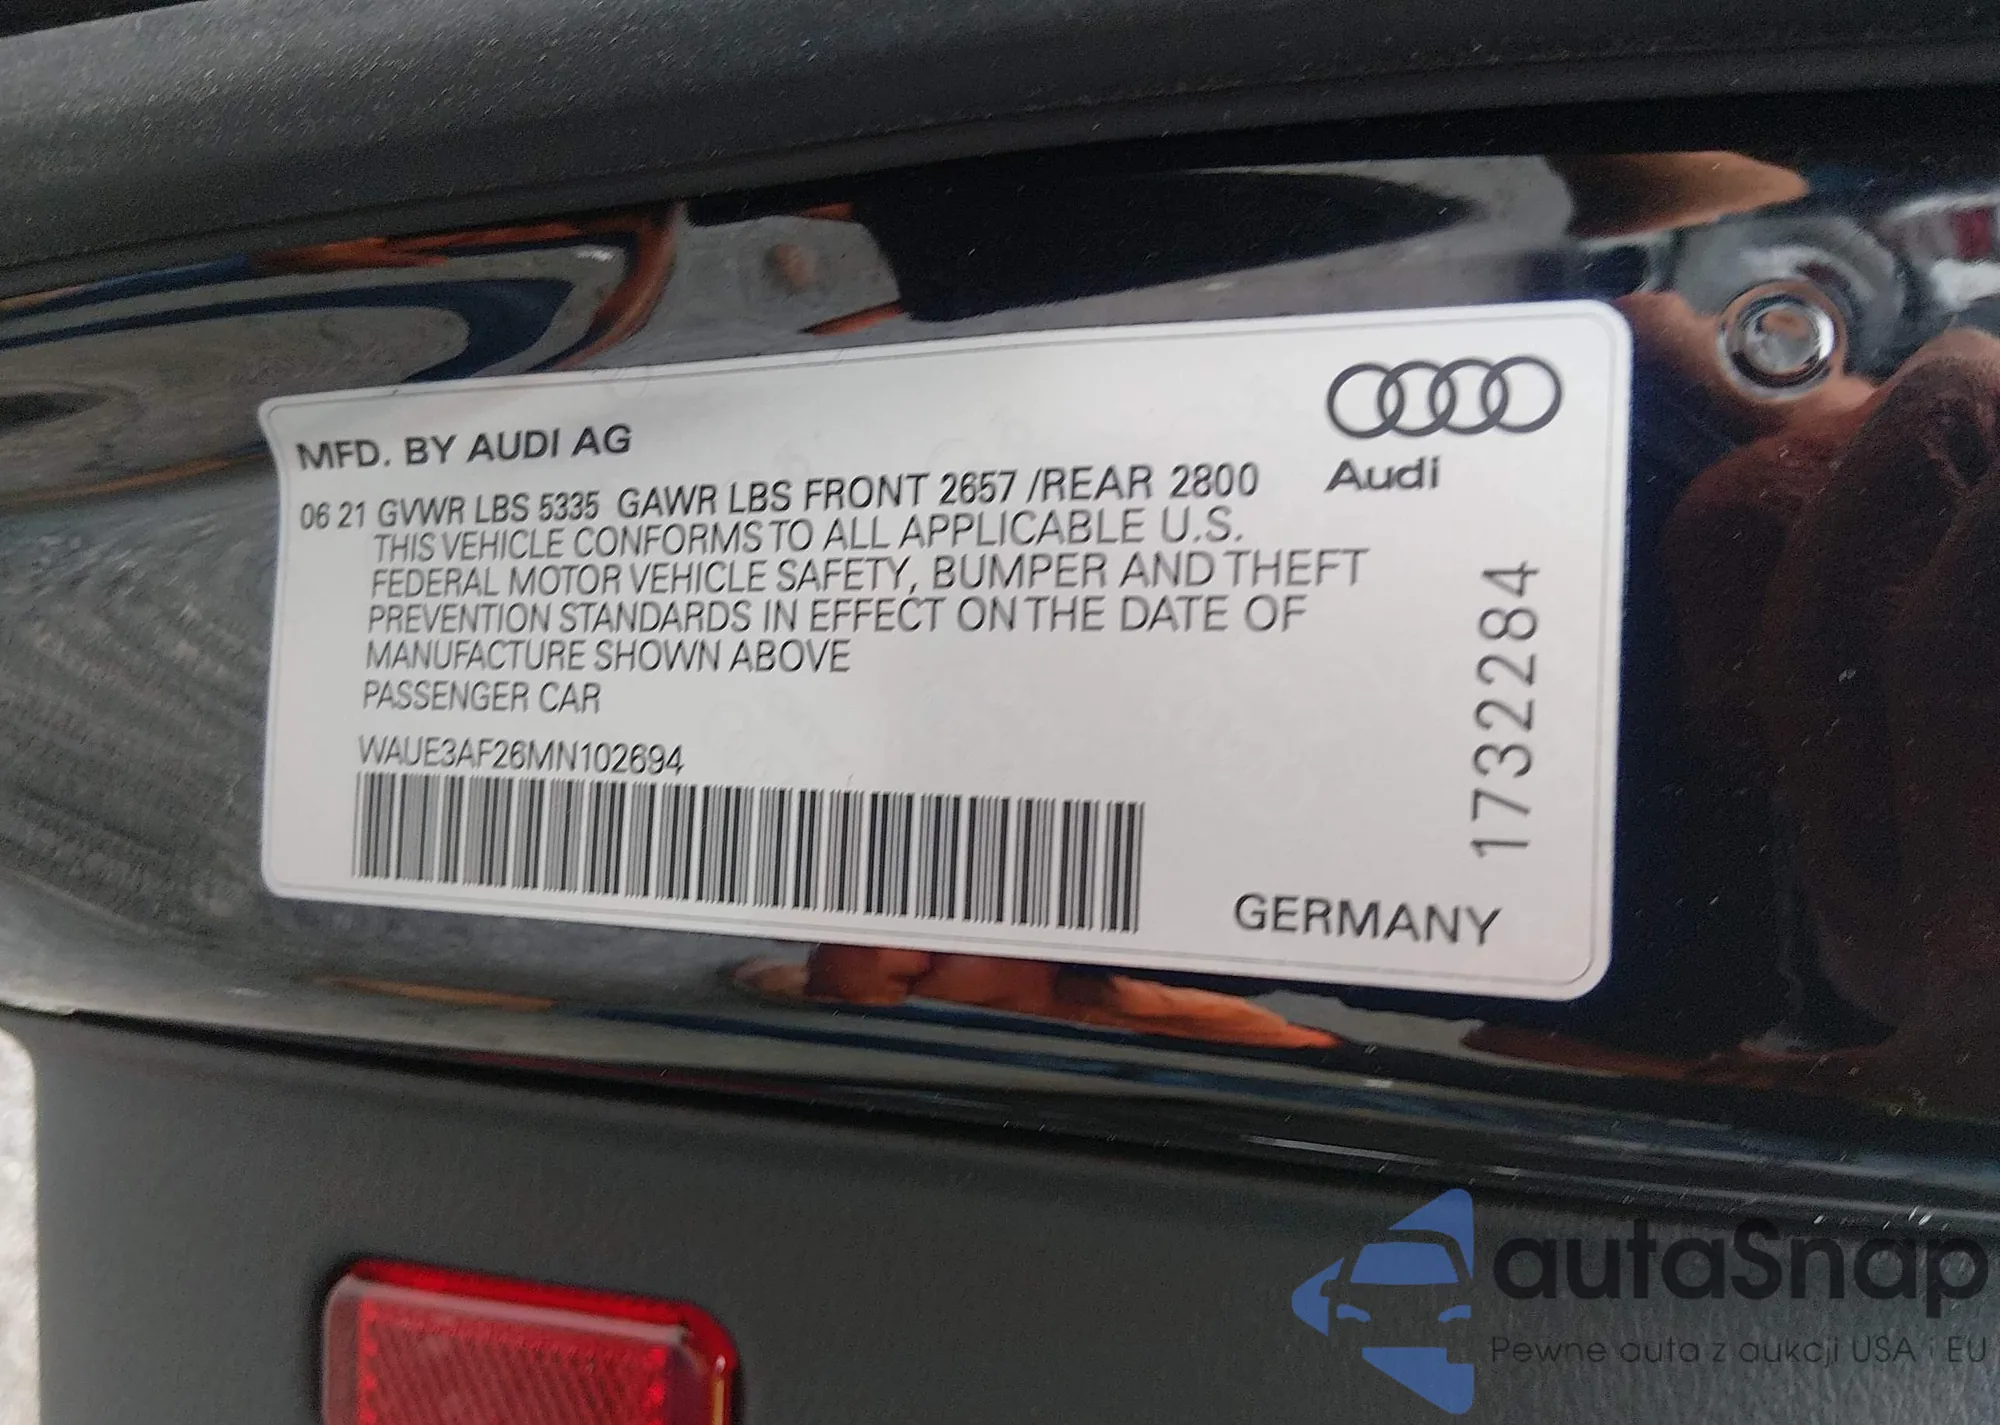 MFD. BY AUDI AG
Audi
06 21 GVWR LBS 5335 GAWR LBS FRONT 2657 /REAR 2800
THIS VEHICLE CONFORMS TO ALL APPLICABLE U.S.
FEDERAL MOTOR VEHICLE SAFETY, BUMPER AND THEFT
PREVENTION STANDARDS IN EFFECT ON THE DATE OF
MANUFACTURE SHOWN ABOVE
PASSENGER CAR
WAUE3AF26MN102694
1732284
GERMANY
autaSnap
Pewne auta z aukcji USA i EU